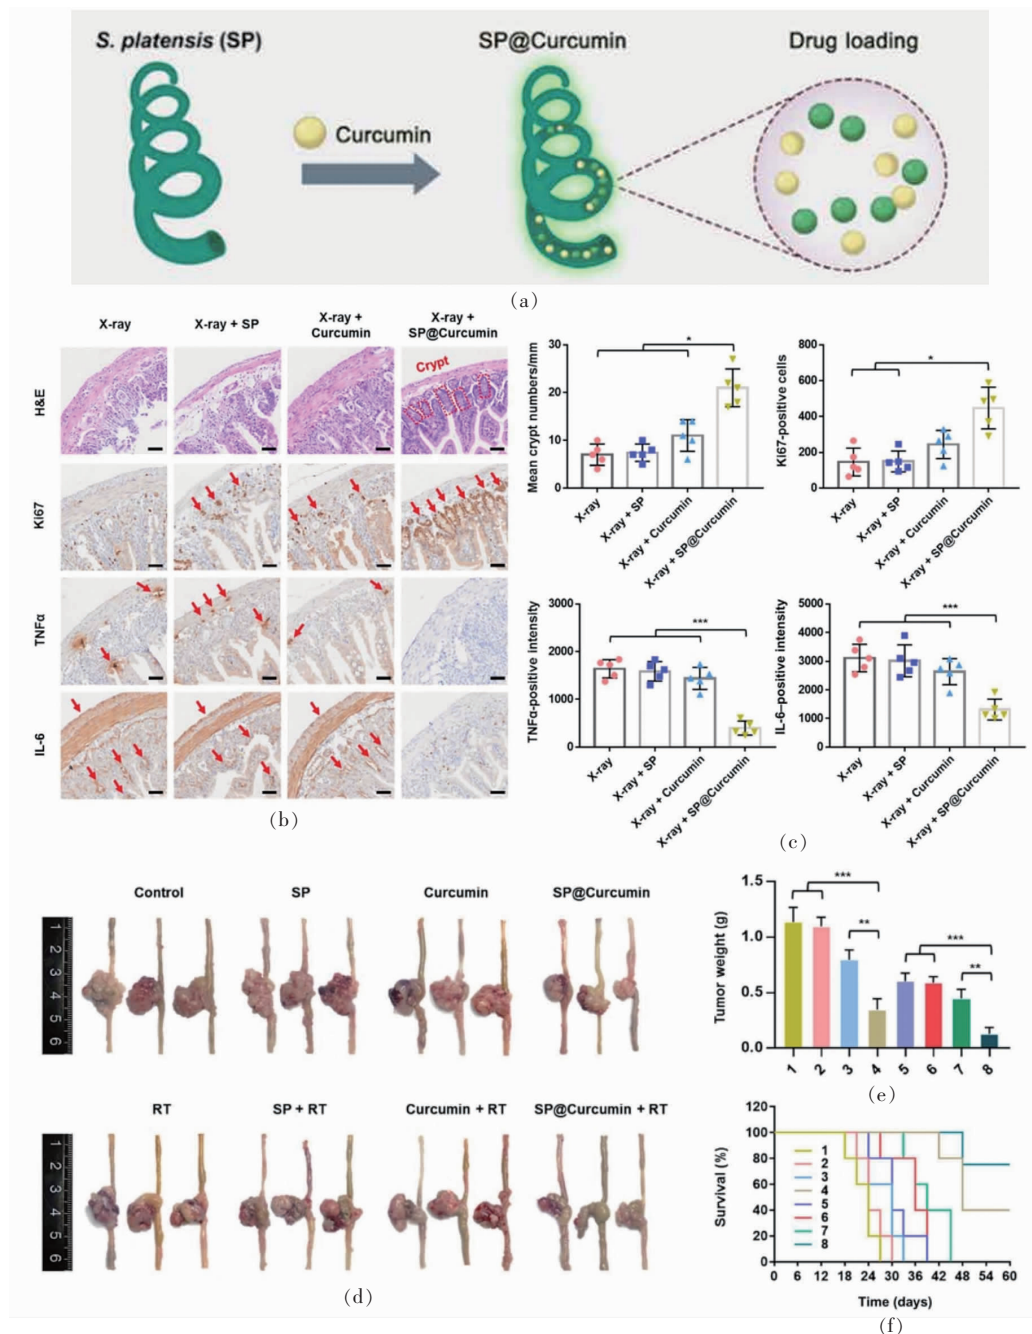 S. platensis (SP)
SP@Curcumin
Drug loading
Curcumin
(a)
X-ray
X-ray + SP
X-ray +
Curcumin
X-ray +
SP@Curcumin
H&E
Crypt
Ki67
TNFα
IL-6
(b)
Mean crypt numbers/mm
30
20
10
0
*
X-ray
X-ray + SP
X-ray + Curcumin
X-ray + SP@Curcumin
Ki67-positive cells
800
600
400
200
0
*
X-ray
X-ray + SP
X-ray + Curcumin
X-ray + SP@Curcumin
TNFα-positive intensity
3000
2000
1000
0
***
X-ray
X-ray + SP
X-ray + Curcumin
X-ray + SP@Curcumin
IL-6–positive intensity
5000
4000
3000
2000
1000
0
***
X-ray
X-ray + SP
X-ray + Curcumin
X-ray + SP@Curcumin
(c)
Control
SP
Curcumin
SP@Curcumin
1 2 3 4 5 6
RT
SP + RT
Curcumin + RT
SP@Curcumin + RT
1 2 3 4 5 6
(d)
Tumor weight (g)
1.5
1.0
0.5
0.0
***
**
***
**
1 2 3 4 5 6 7 8
(e)
Survival (%)
120
100
80
60
40
20
0
1
2
3
4
5
6
7
8
0 6 12 18 24 30 36 42 48 54 60
Time (days)
(f)